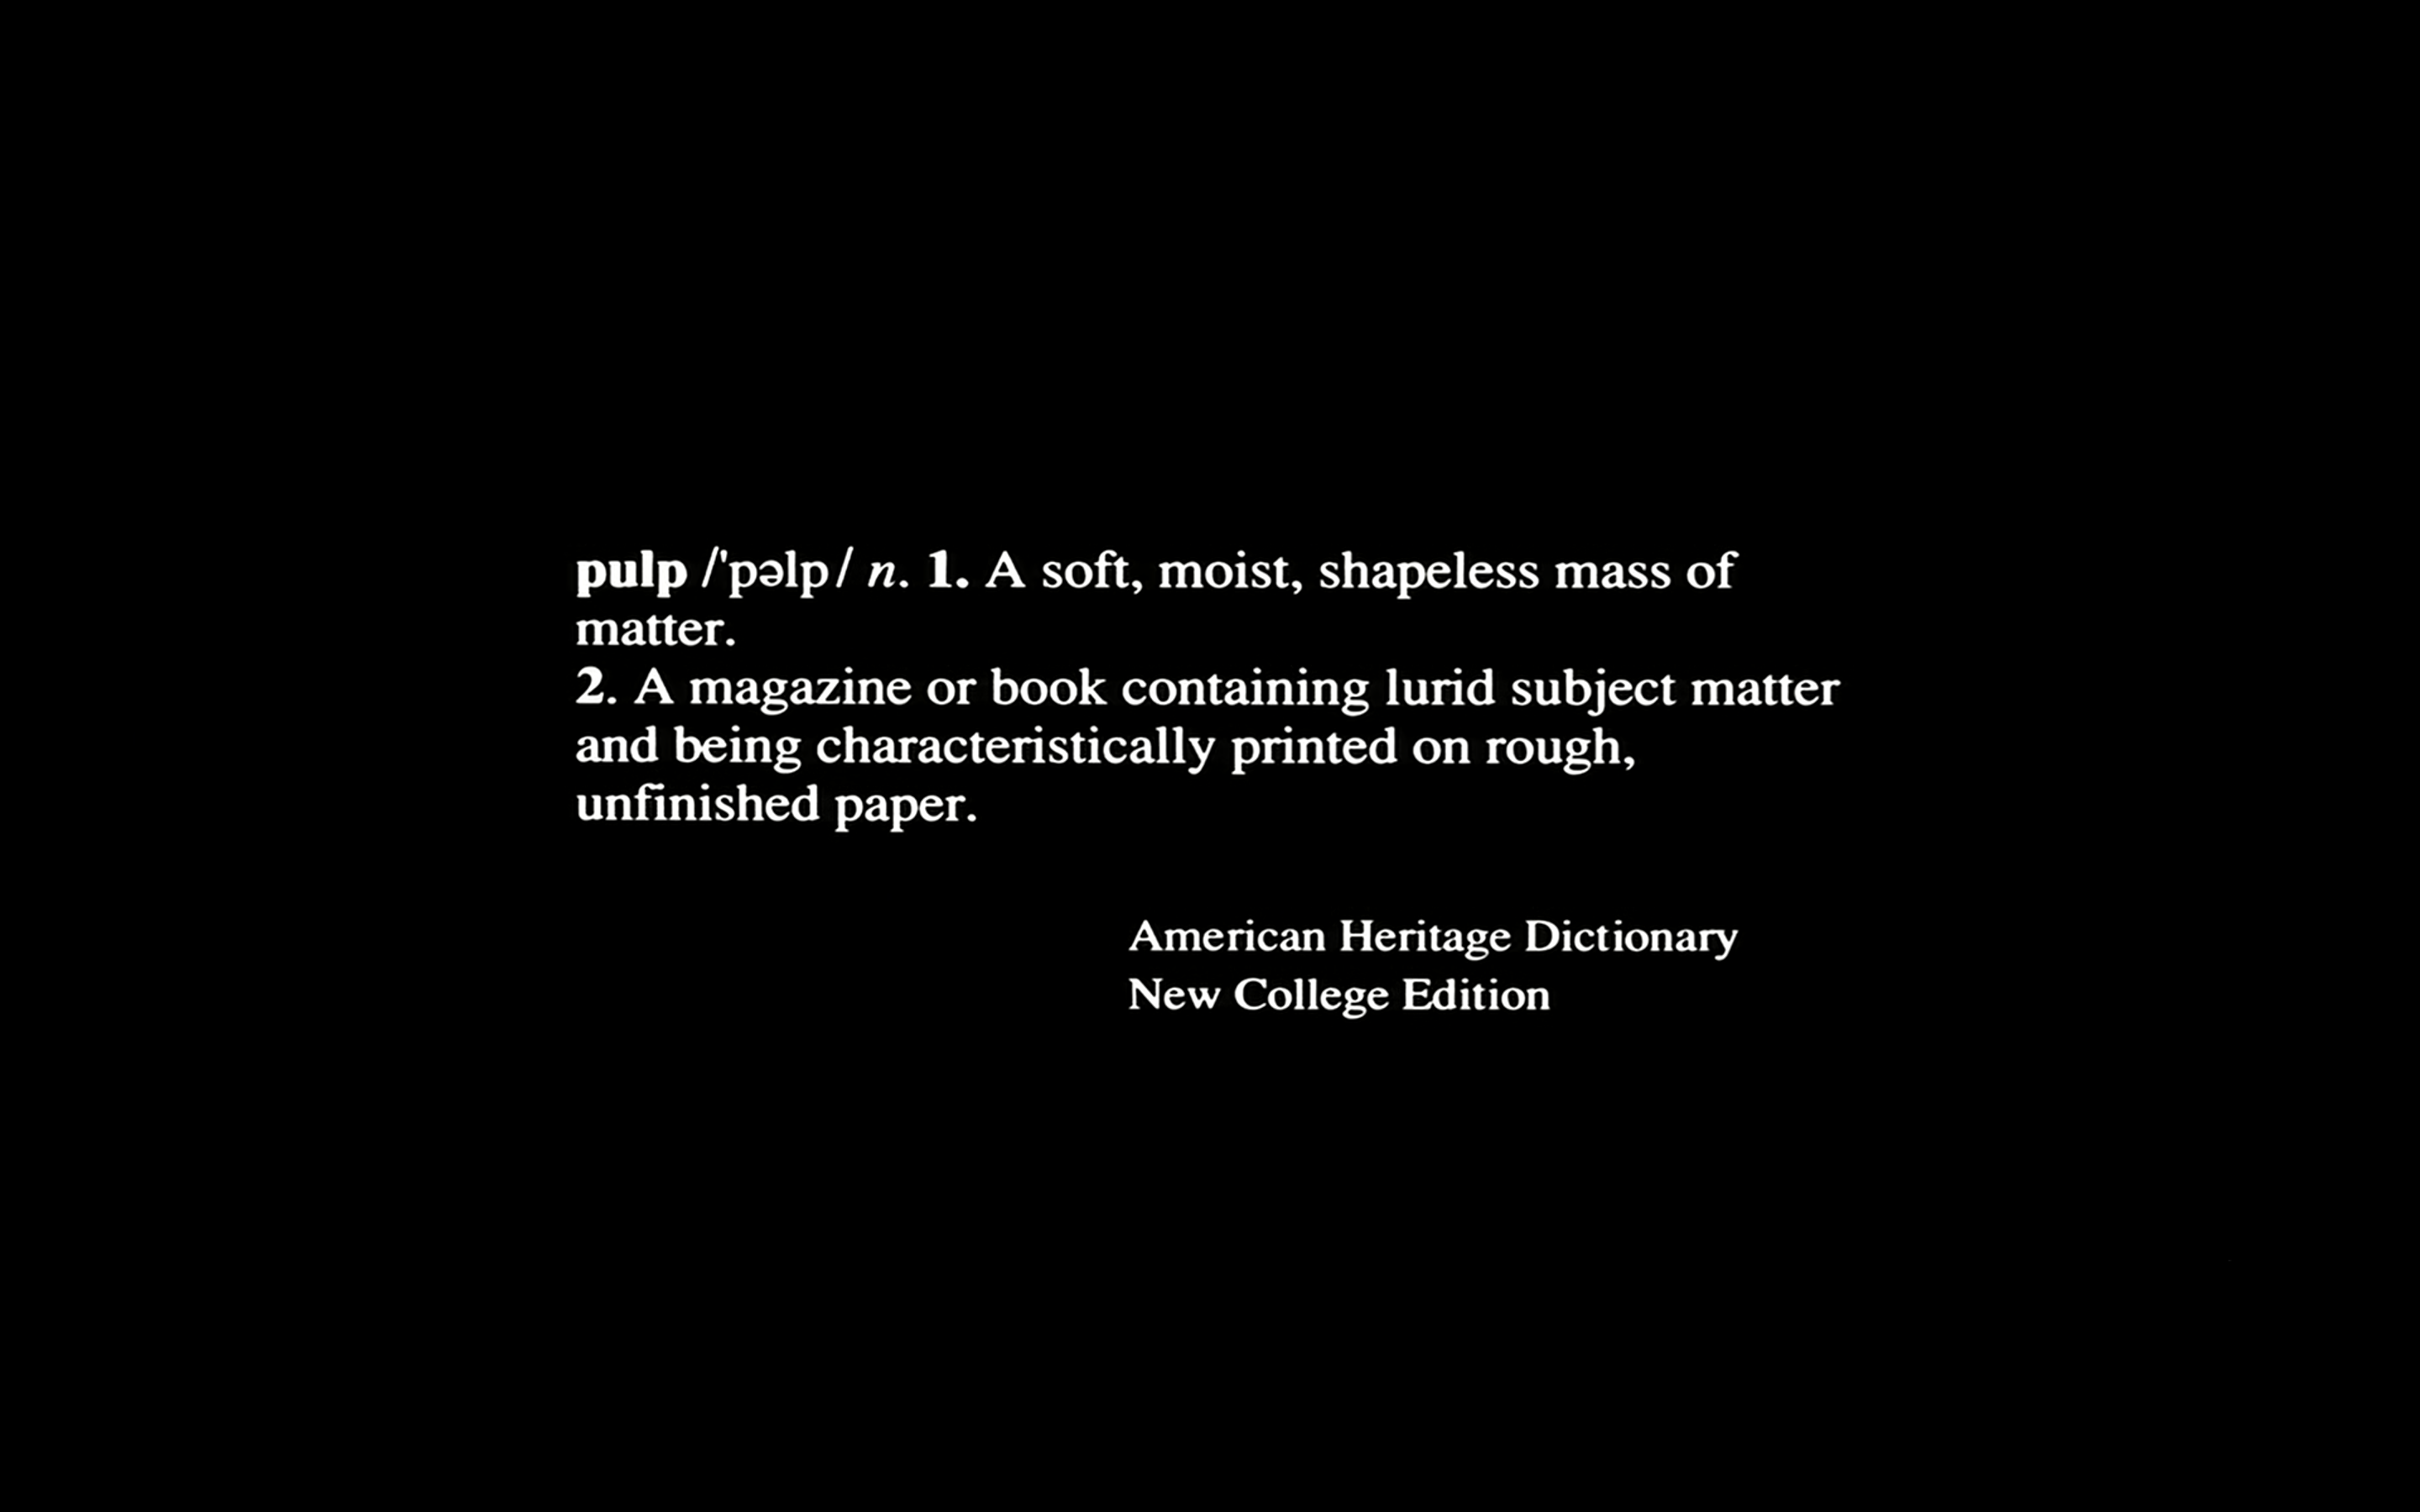 pulp /'pəlp/ n. 1. A soft, moist, shapeless mass of
matter.
2. A magazine or book containing lurid subject matter
and being characteristically printed on rough,
unfinished paper.
American Heritage Dictionary
New College Edition